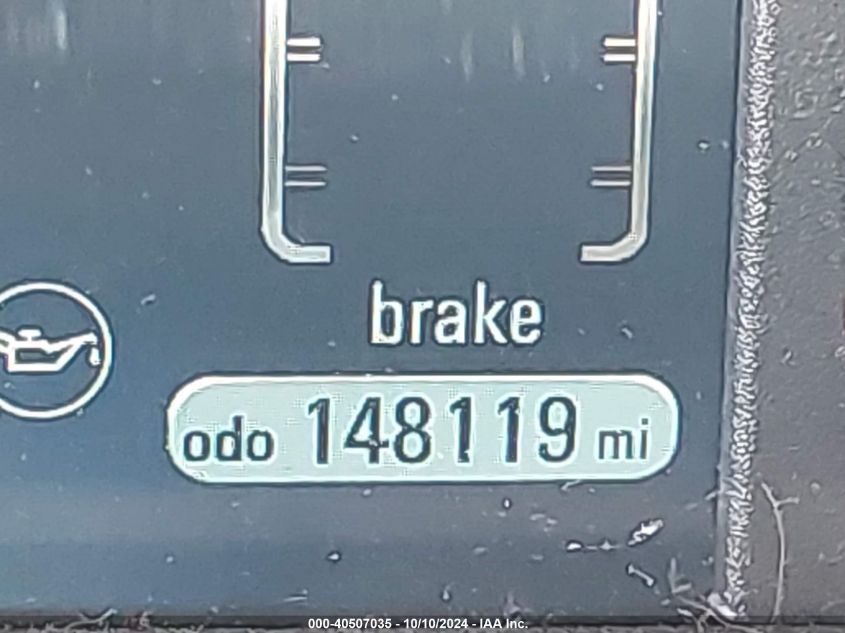 brake
odo 148119 mi
000-40507035 - 10/10/2024 - IAA Inc.